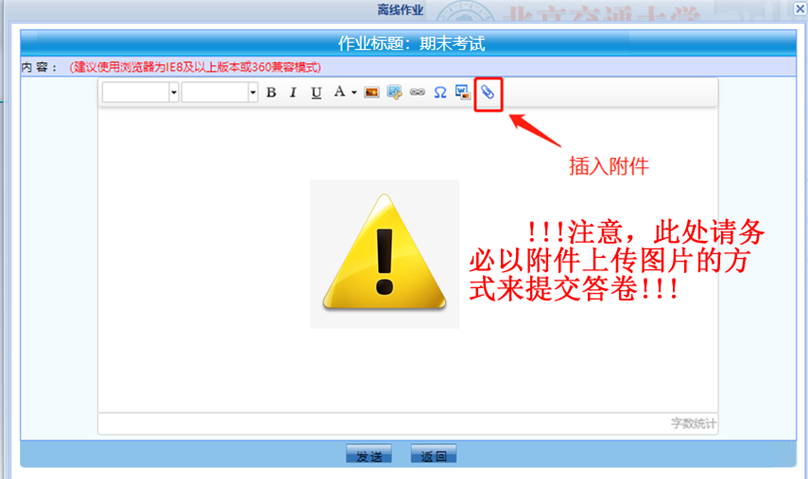 离线作业
北京交通大学
作业标题：期末考试
内 容： (建议使用浏览器为IE8及以上版本或360兼容模式)
B I U A Ω W
插入附件
!!!注意，此处请务
必以附件上传图片的方
式来提交答卷!!!
字数统计
发送 返回